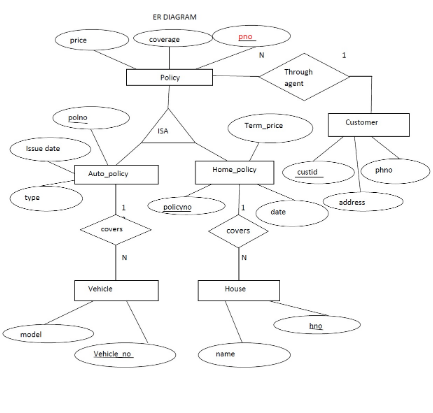 ER DIAGRAM
price
coverage
pno
N
1
Policy
Through
agent
polno
ISA
Term_price
Customer
Issue date
Auto_policy
Home_policy
custid
phno
type
policyno
date
address
1
1
covers
covers
N
N
Vehicle
House
model
hno
Vehicle_no
name